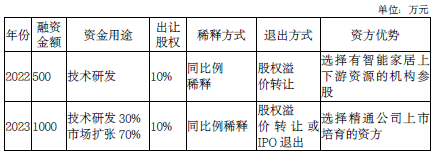 单位：万元
年份 融资金额 资金用途 出让股权 稀释方式 退出方式 资方优势
2022 500 技术研发 10% 同比例稀释 股权溢价转让 选择有智能家居上下游资源的机构参股
2023 1000 技术研发 30% 市场扩张 70% 10% 同比例稀释 股权溢价转让或 IPO 退出 选择精通公司上市培育的资方